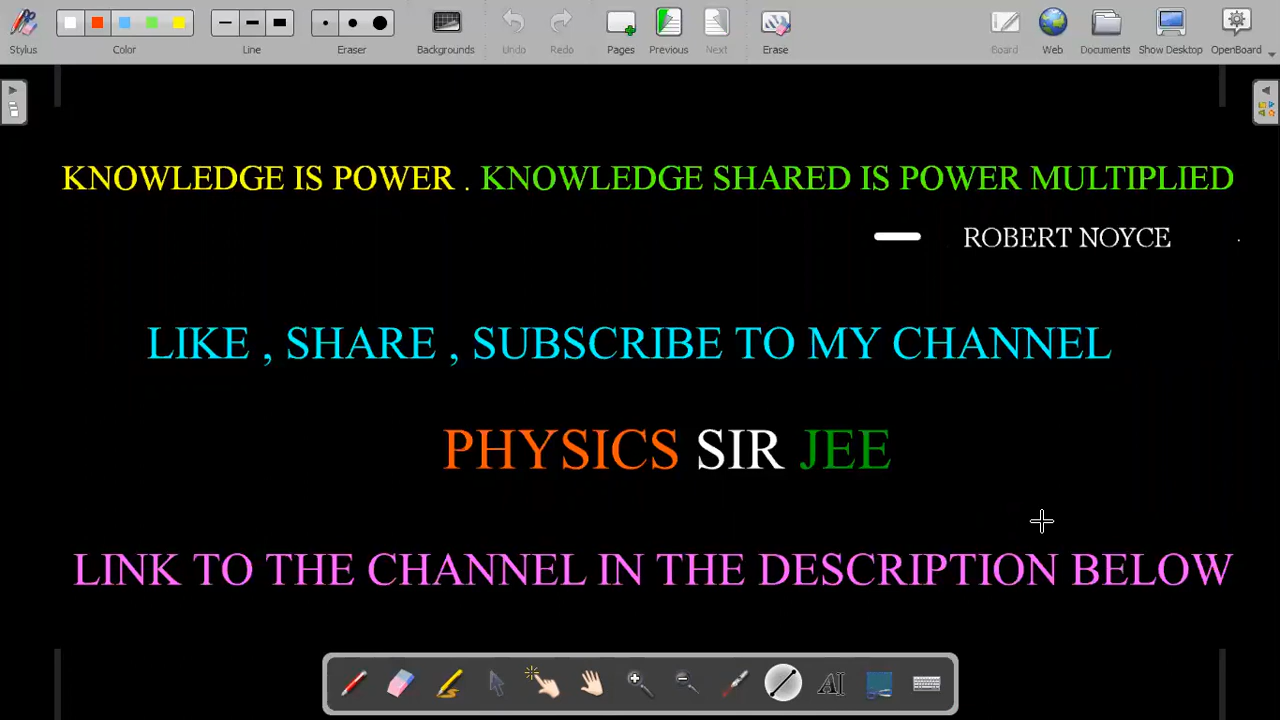 Stylus Color Line Eraser Backgrounds Undo Redo Pages Previous Next Erase Board Web Documents Show Desktop OpenBoard
KNOWLEDGE IS POWER . KNOWLEDGE SHARED IS POWER MULTIPLIED
— ROBERT NOYCE .
LIKE , SHARE , SUBSCRIBE TO MY CHANNEL
PHYSICS SIR JEE
LINK TO THE CHANNEL IN THE DESCRIPTION BELOW
AI